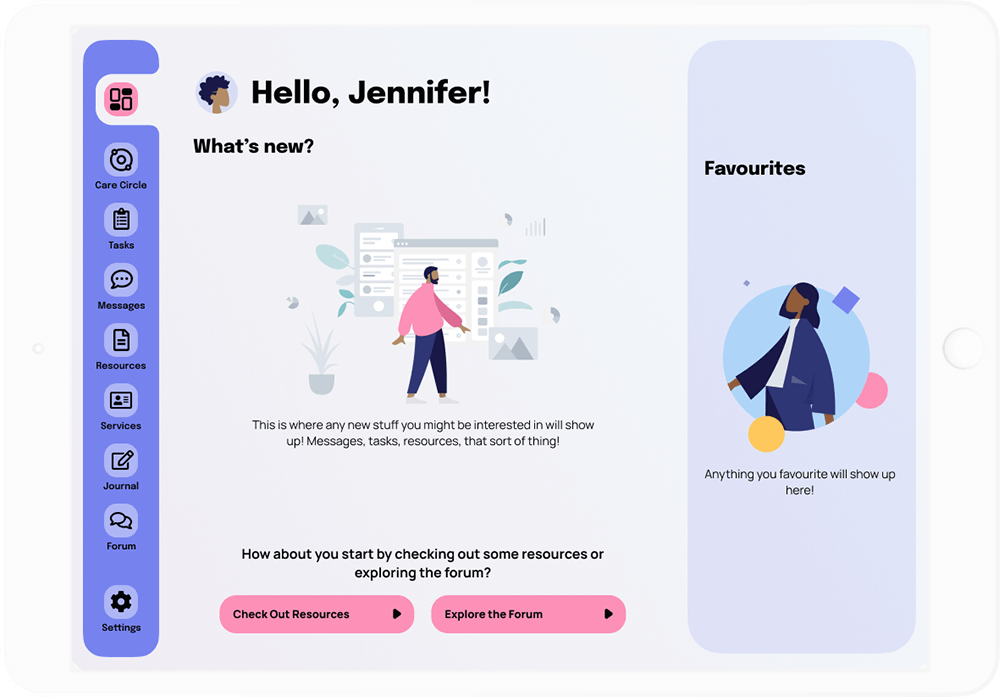 Hello, Jennifer!
What's new?
Care Circle
Tasks
Messages
Resources
Services
Journal
Forum
Settings
This is where any new stuff you might be interested in will show
up! Messages, tasks, resources, that sort of thing!
How about you start by checking out some resources or
exploring the forum?
Check Out Resources
Explore the Forum
Favourites
Anything you favourite will show up
here!